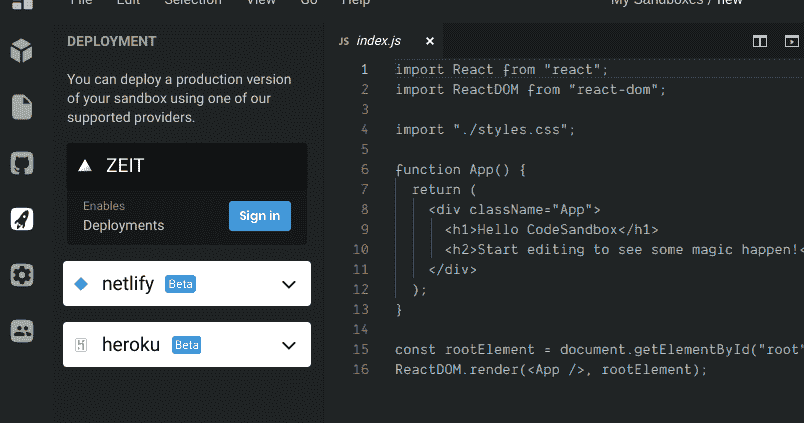 File Edit Selection View Go Help My Sandboxes / new
DEPLOYMENT
You can deploy a production version
of your sandbox using one of our
supported providers.
ZEIT
Enables
Deployments
Sign in
netlify Beta
heroku Beta
JS index.js ×
1 import React from "react";
2 import ReactDOM from "react-dom";
3
4 import "./styles.css";
5
6 function App() {
7 return (
8 <div className="App">
9 <h1>Hello CodeSandbox</h1>
10 <h2>Start editing to see some magic happen!<
11 </div>
12 );
13 }
14
15 const rootElement = document.getElementById("root"
16 ReactDOM.render(<App />, rootElement);